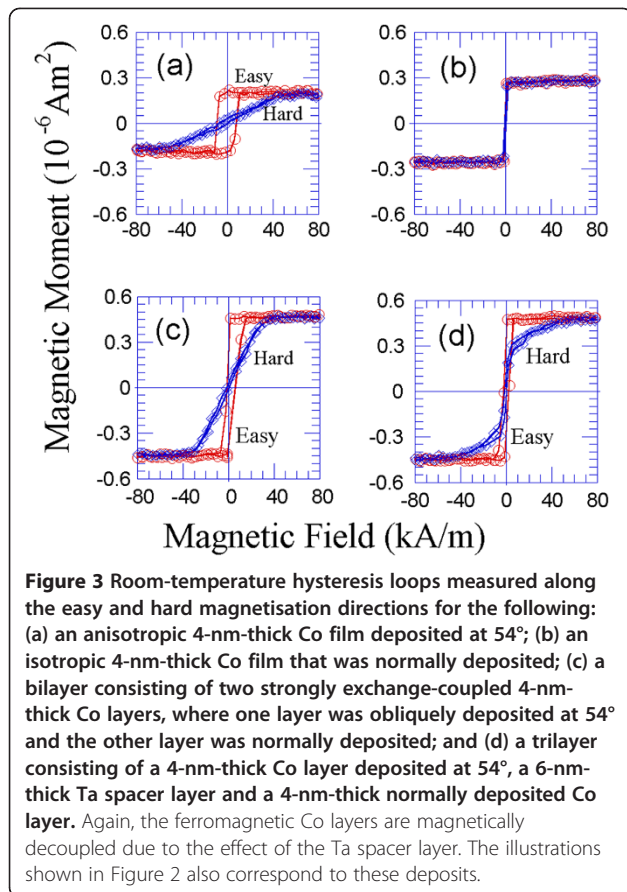 0.6
0.3
0
-0.3
-0.6
-80 -40 0 40 80
(a)
Easy
Hard
0.6
0.3
0
-0.3
-0.6
-80 -40 0 40 80
(b)
0.6
0.3
0
-0.3
-0.6
-80 -40 0 40 80
(c)
Hard
Easy
0.6
0.3
0
-0.3
-0.6
-80 -40 0 40 80
(d)
Hard
Easy
Magnetic Moment (10⁻⁶Am²)
Magnetic Field (kA/m)
Figure 3 Room-temperature hysteresis loops measured along
the easy and hard magnetisation directions for the following:
(a) an anisotropic 4-nm-thick Co film deposited at 54°; (b) an
isotropic 4-nm-thick Co film that was normally deposited; (c) a
bilayer consisting of two strongly exchange-coupled 4-nm-
thick Co layers, where one layer was obliquely deposited at 54°
and the other layer was normally deposited; and (d) a trilayer
consisting of a 4-nm-thick Co layer deposited at 54°, a 6-nm-
thick Ta spacer layer and a 4-nm-thick normally deposited Co
layer. Again, the ferromagnetic Co layers are magnetically
decoupled due to the effect of the Ta spacer layer. The illustrations
shown in Figure 2 also correspond to these deposits.